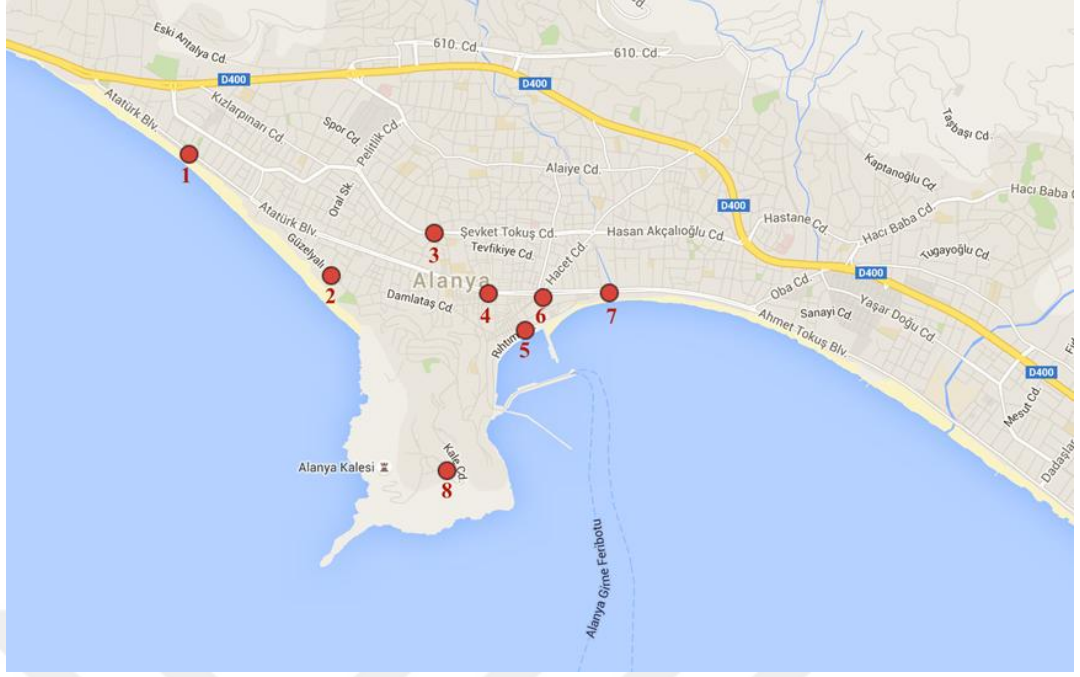 Eski Antalya Cd.
610. Cd.
610. Cd.
D400
D400
Atatürk Blv.
Kızlarpınarı Cd.
Spor Cd.
Pelitlik Cd.
Taşbaşı Cd
1
Oral Sk.
Alaiye Cd.
Kaptanoğlu Cd.
Hacı Baba C
D400
Atatürk Blv.
Güzelyalı
3
Şevket Tokuş Cd.
Hasan Akçalıoğlu Cd.
Hastane Cd.
Hacı Baba Cd.
Tevfikiye Cd.
Hacet Cd.
Tugayoğlu Cd.
2
Alanya
Damlataş Cd.
4
6
7
Oba Cd.
D400
Yaşar Doğu Cd.
Sanayi Cd.
Ahmet Tokuş Blv.
Rıhtım
5
D400
Mesut Cd.
Dadaşlar
Alanya Kalesi
Kale Cd.
8
Alanya Girne Feribotu